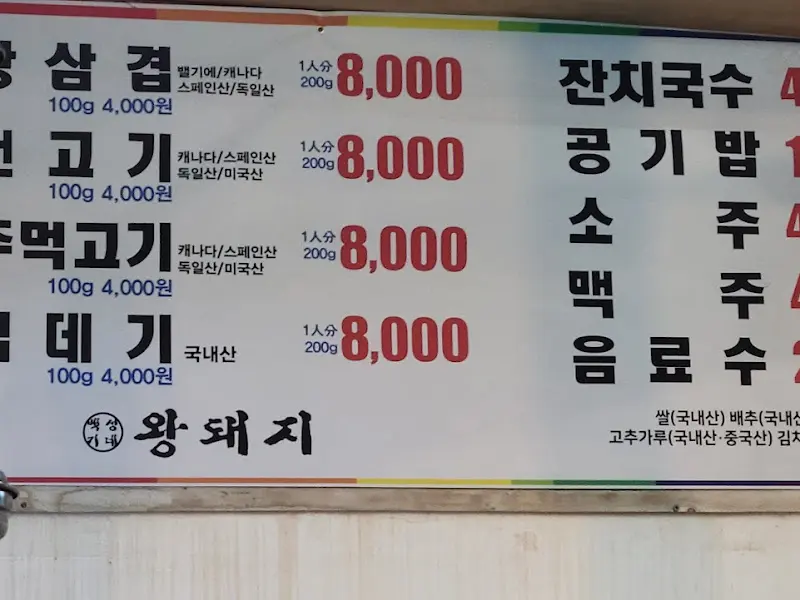 삼겹 벨기에/캐나다 스페인산/독일산 1人分 200g 8,000
100g 4,000원
고기 캐나다/스페인산 독일산/미국산 1人分 200g 8,000
100g 4,000원
주먹고기 캐나다/스페인산 독일산/미국산 1人分 200g 8,000
100g 4,000원
데기 국내산 1人分 200g 8,000
100g 4,000원
왕돼지
잔치국수
공기밥
소주
맥주
음료수
쌀(국내산) 배추(국내산
고추가루(국내산·중국산) 김치